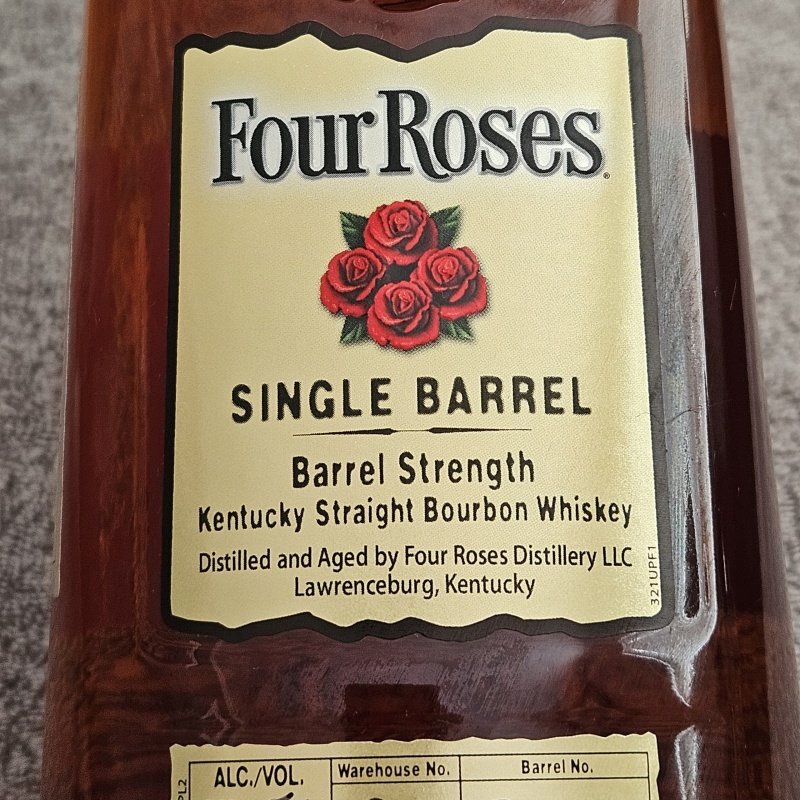 Four Roses®
SINGLE BARREL
Barrel Strength
Kentucky Straight Bourbon Whiskey
Distilled and Aged by Four Roses Distillery LLC
Lawrenceburg, Kentucky
321UPF1
ALC./VOL. Warehouse No. Barrel No.